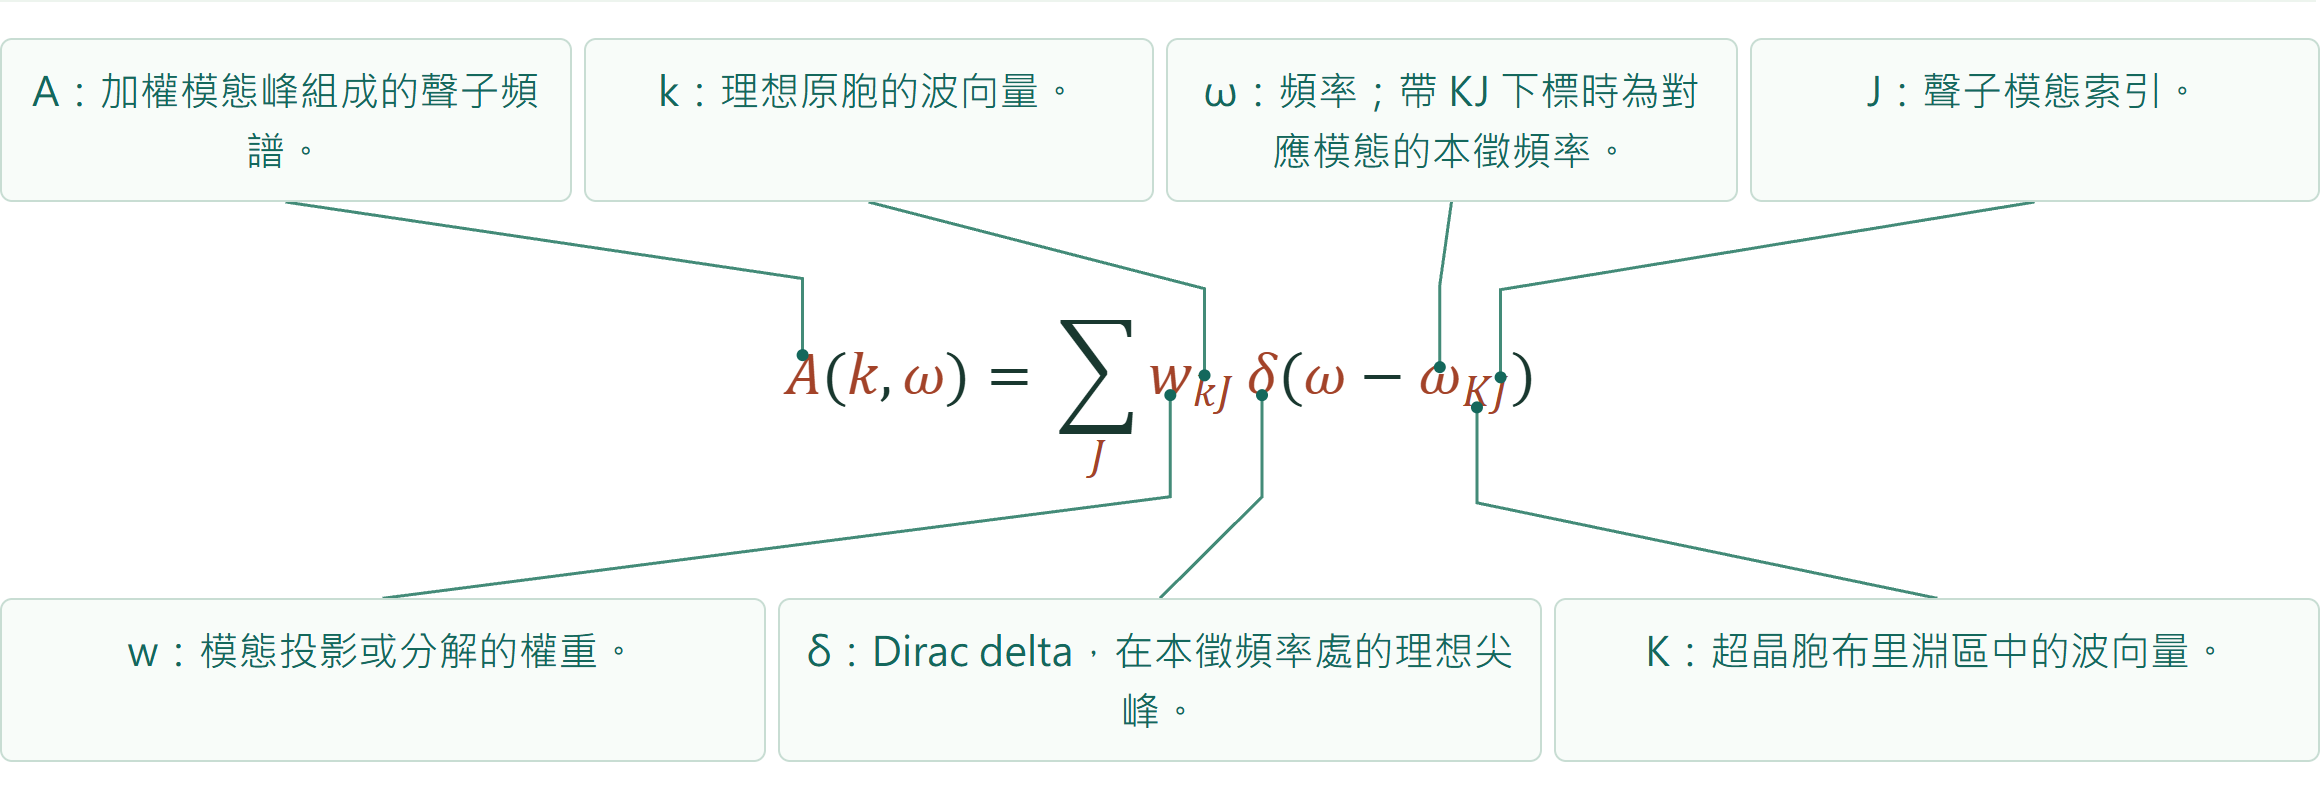 A：加權模態峰組成的聲子頻
譜。
k：理想原胞的波向量。
ω：頻率；帶 KJ 下標時為對
應模態的本徵頻率。
J：聲子模態索引。
A(k, ω) = ∑_J w_{kJ} δ(ω − ω_{KJ})
w：模態投影或分解的權重。
δ：Dirac delta，在本徵頻率處的理想尖
峰。
K：超晶胞布里淵區中的波向量。